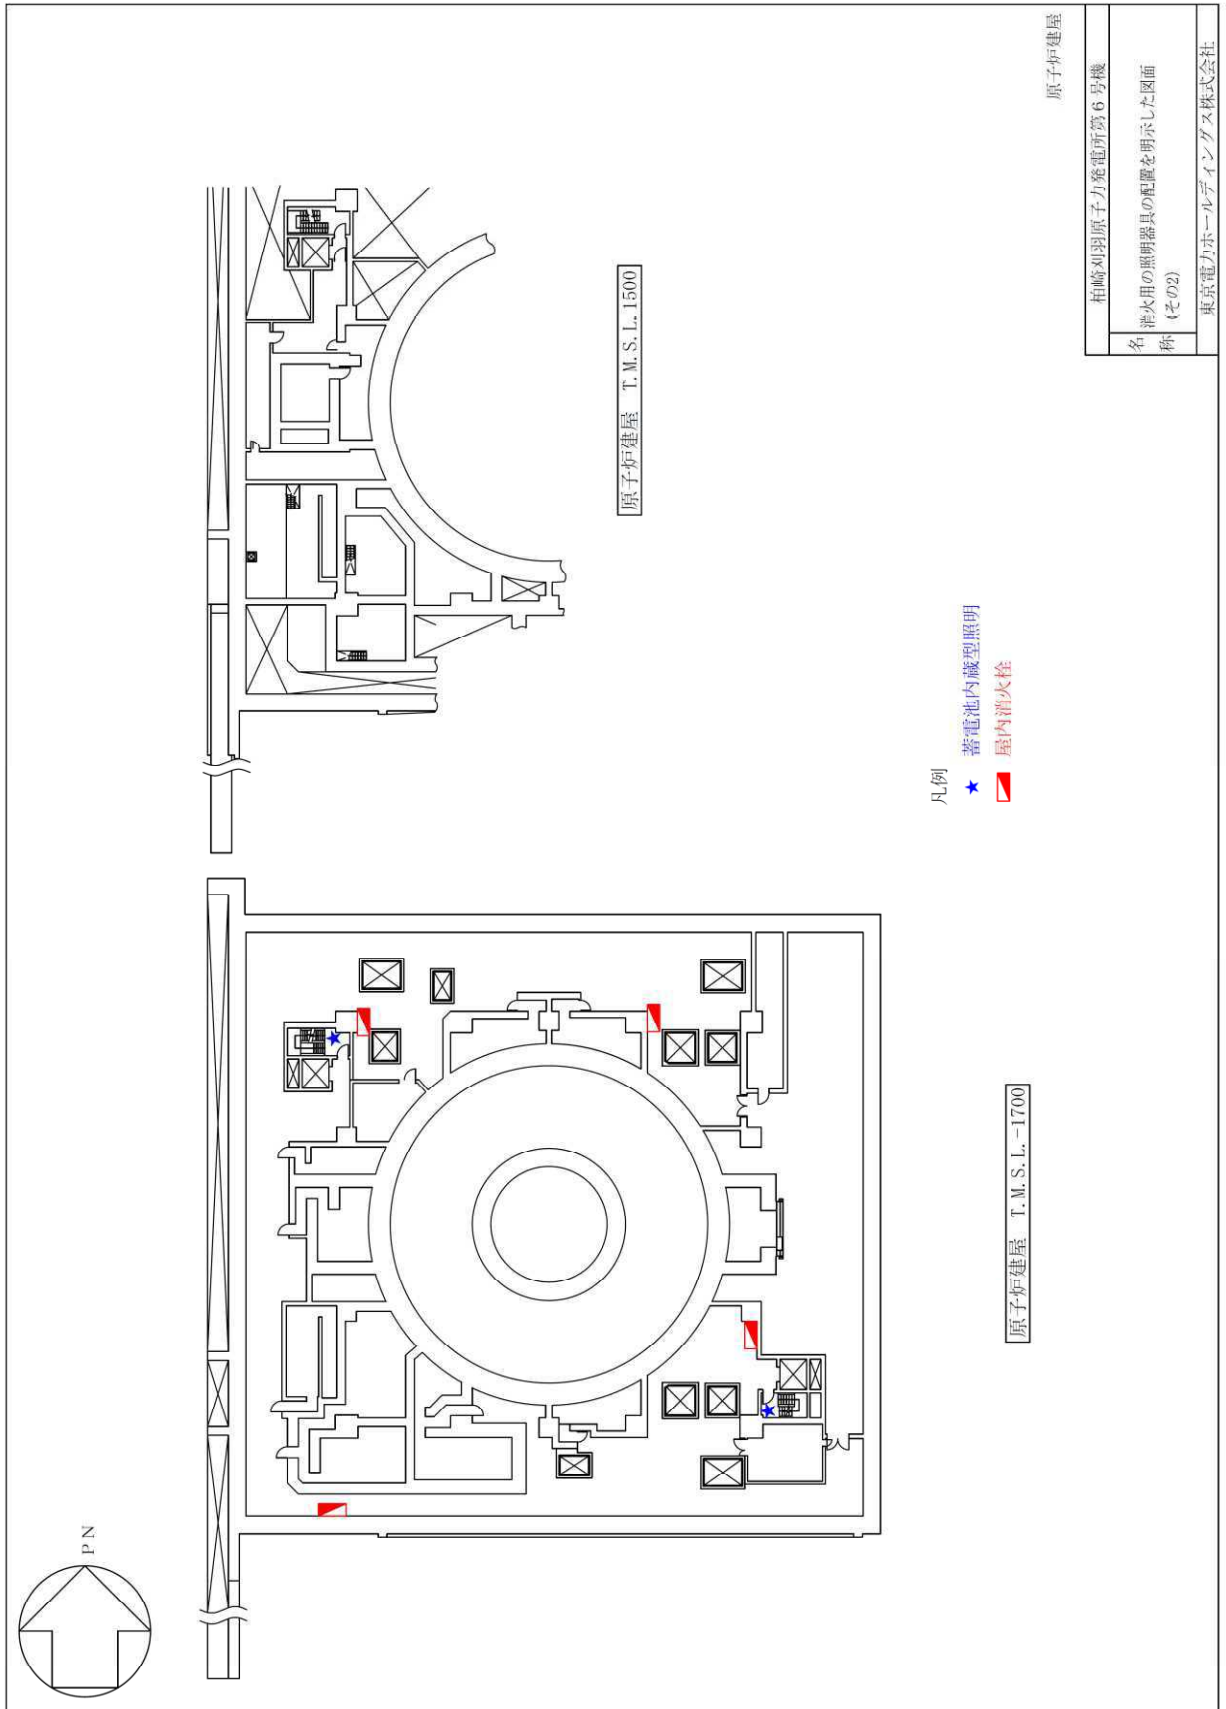 PN
原子炉建屋 T.M.S.L.-1700
原子炉建屋 T.M.S.L.1500
凡例
蓄電池内蔵型照明
屋内消火栓
原子炉建屋
柏崎刈羽原子力発電所第6号機
名称
消火用の照明器具の配置を明示した図面
(その2)
東京電力ホールディングス株式会社